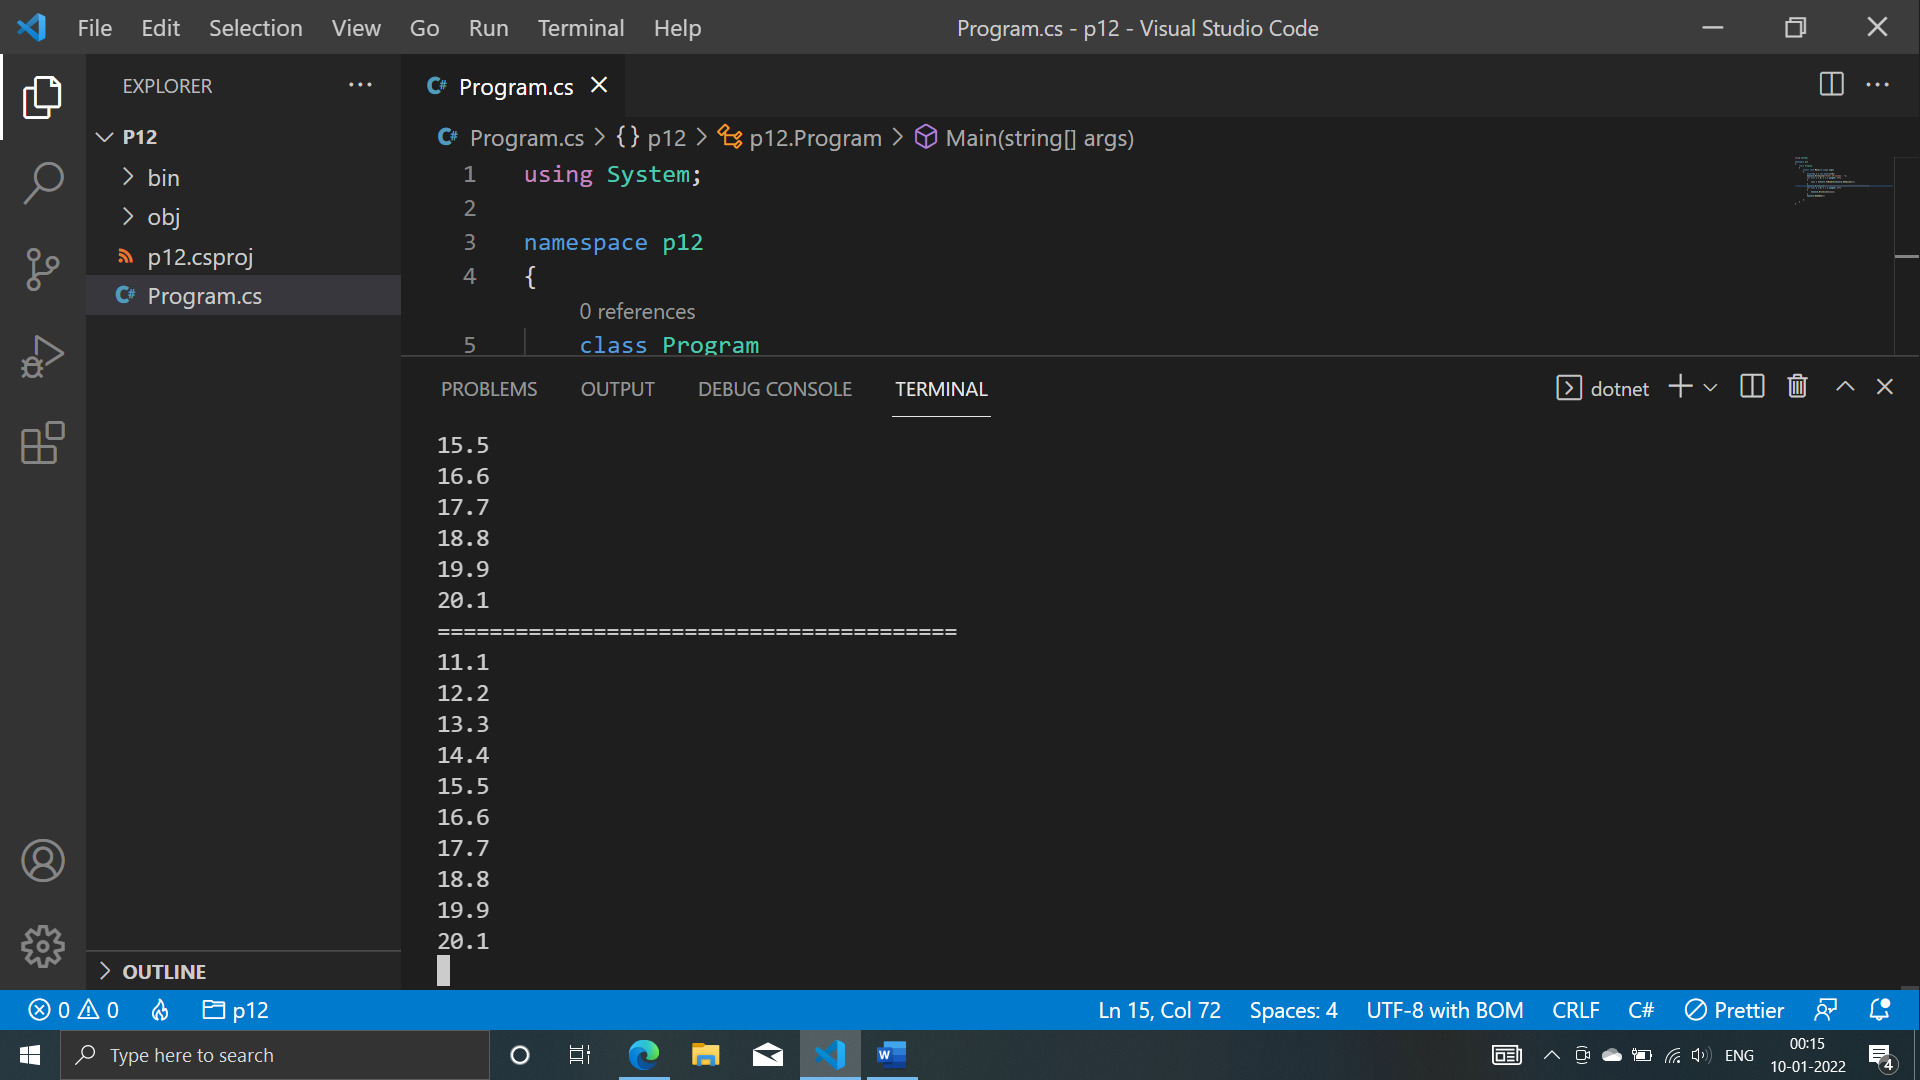 File Edit Selection View Go Run Terminal Help
Program.cs - p12 - Visual Studio Code
EXPLORER
P12
bin
obj
p12.csproj
C# Program.cs
OUTLINE
C# Program.cs
C# Program.cs > {} p12 > p12.Program > Main(string[] args)
1 using System;
2
3 namespace p12
4 {
0 references
5 class Program
PROBLEMS OUTPUT DEBUG CONSOLE TERMINAL
dotnet
15.5
16.6
17.7
18.8
19.9
20.1
========================================
11.1
12.2
13.3
14.4
15.5
16.6
17.7
18.8
19.9
20.1
0 0 p12
Ln 15, Col 72 Spaces: 4 UTF-8 with BOM CRLF C# Prettier
Type here to search
W
ENG
00:15
10-01-2022
4